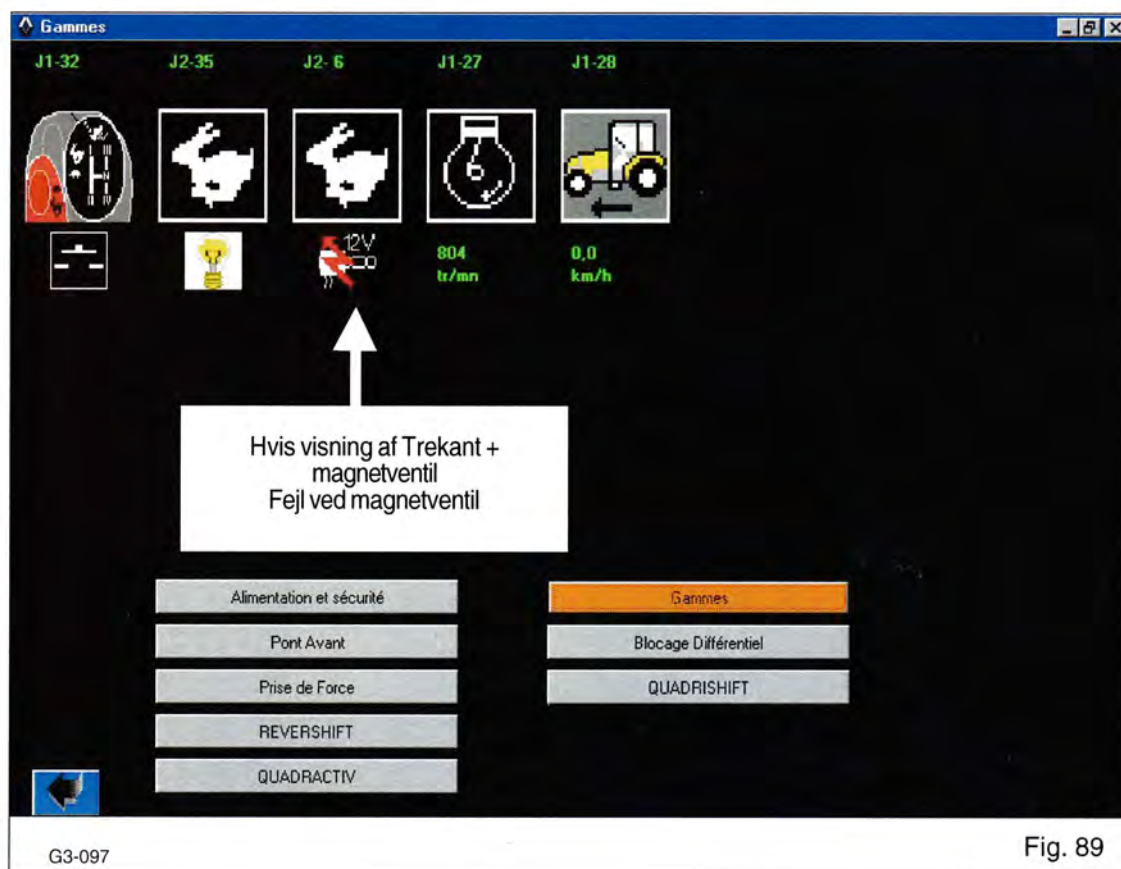 Gammes
J1-32 J2-35 J2- 6 J1-27 J1-28
12V
804 0,0
tr/mn km/h
Hvis visning af Trekant +
magnetventil
Fejl ved magnetventil
Alimentation et sécurité Gammes
Pont Avant Blocage Différentiel
Prise de Force QUADRISHIFT
REVERSHIFT
QUADRACTIV
G3-097 Fig. 89